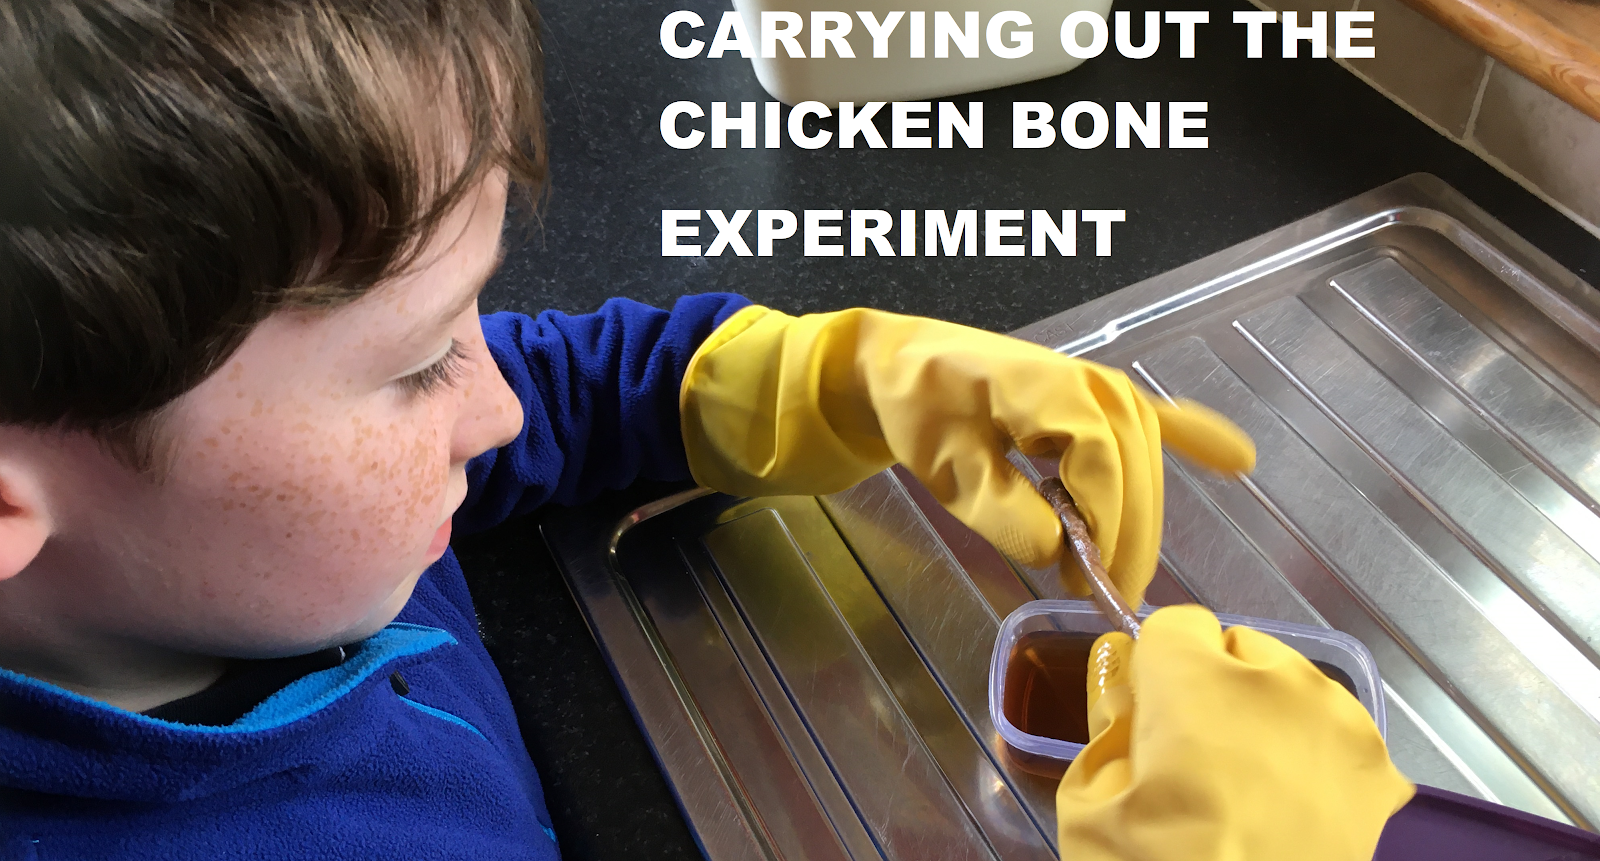 CARRYING OUT THE
CHICKEN BONE
EXPERIMENT